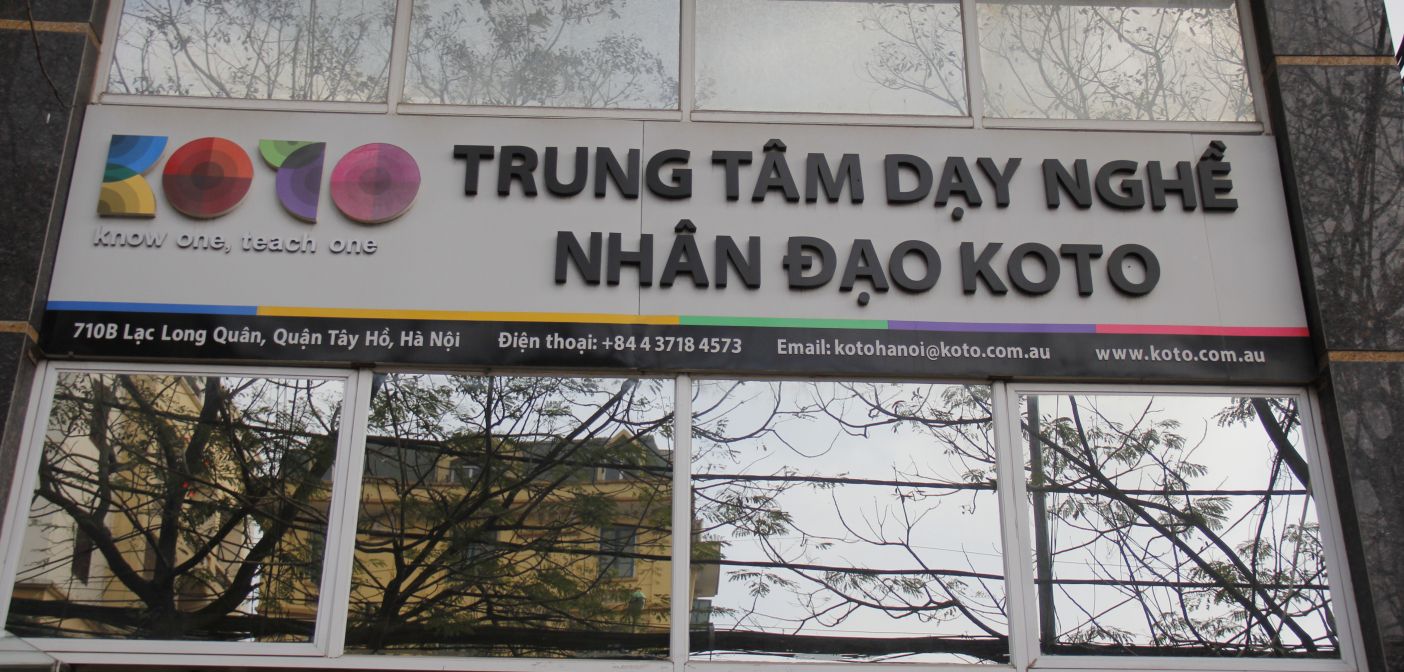 KOTO
know one, teach one
TRUNG TÂM DẠY NGHỀ
NHÂN ĐẠO KOTO
710B Lạc Long Quân, Quận Tây Hồ, Hà Nội Điện thoại: +84 4 3718 4573 Email: kotohanoi@koto.com.au www.koto.com.au